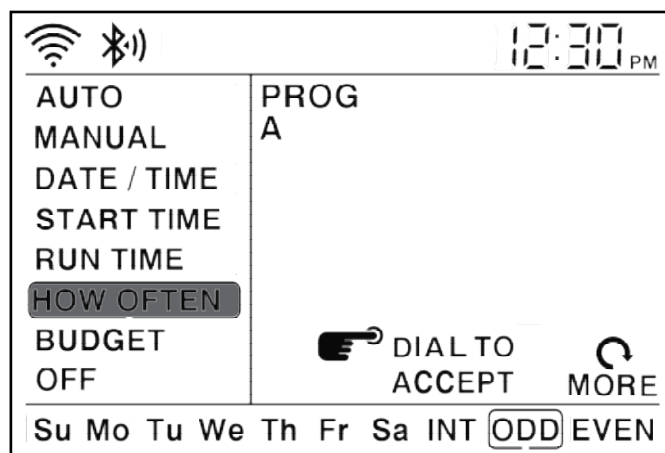 12:30 PM
AUTO
MANUAL
DATE / TIME
START TIME
RUN TIME
HOW OFTEN
BUDGET
OFF
PROG
A
DIAL TO
ACCEPT
MORE
Su Mo Tu We Th Fr Sa INT ODD EVEN